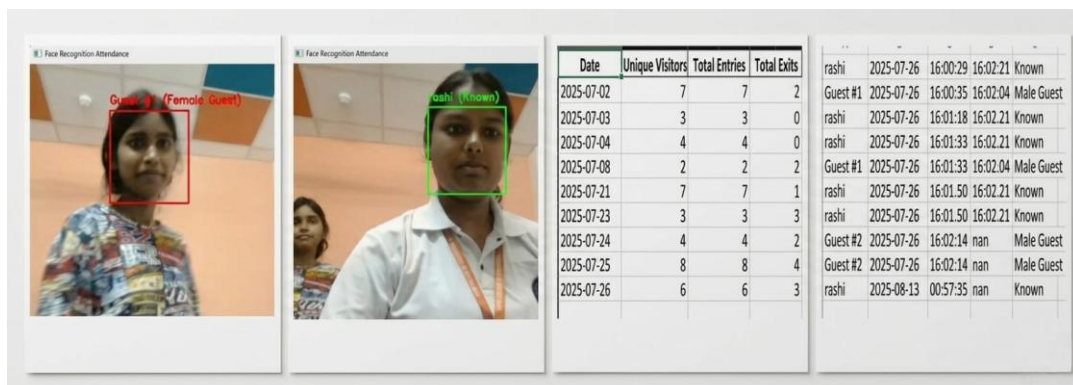 Face Recognition Attendance
(Female Guest)
Face Recognition Attendance
rashi (Known)
Date Unique Visitors Total Entries Total Exits
2025-07-02 7 7 2
2025-07-03 3 3 0
2025-07-04 4 4 0
2025-07-08 2 2 2
2025-07-21 7 7 1
2025-07-23 3 3 3
2025-07-24 4 4 2
2025-07-25 8 8 4
2025-07-26 6 6 3
rashi 2025-07-26 16:00:29 16:02:21 Known
Guest #1 2025-07-26 16:00:35 16:02:04 Male Guest
rashi 2025-07-26 16:01:18 16:02.21 Known
rashi 2025-07-26 16:01:33 16:02.21 Known
Guest #1 2025-07-26 16:01:33 16:02.04 Male Guest
rashi 2025-07-26 16:01.50 16:02.21 Known
rashi 2025-07-26 16:01.50 16:02.21 Known
Guest #2 2025-07-26 16:02:14 nan Male Guest
Guest #2 2025-07-26 16:02:14 nan Male Guest
rashi 2025-08-13 00:57:35 nan Known